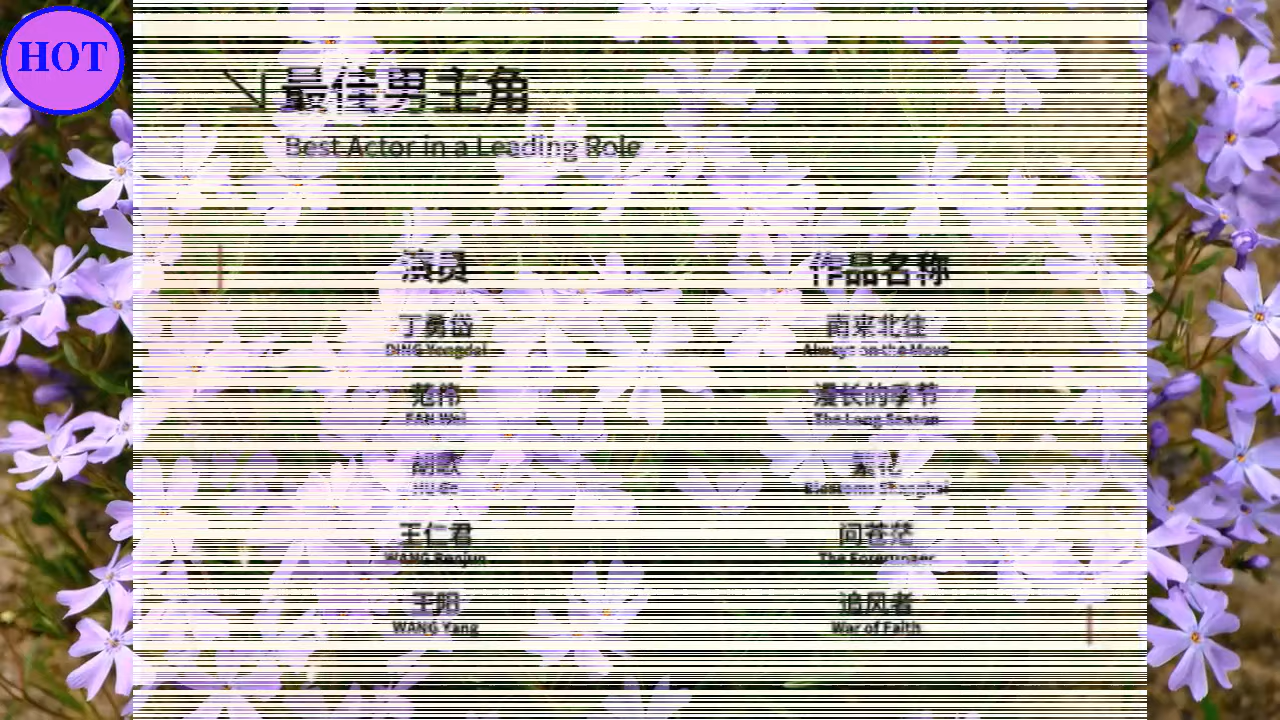 HOT
最佳男主角
Best Actor in a Leading Role
演员 作品名称
丁勇岱 南来北往
DING Yongdai Always on the Move
范伟 漫长的季节
FAN Wei The Long Season
胡歌 繁花
HU Ge Blossoms Shanghai
王仁君 问苍茫
WANG Renjun The Forerunner
王阳 追风者
WANG Yang War of Faith